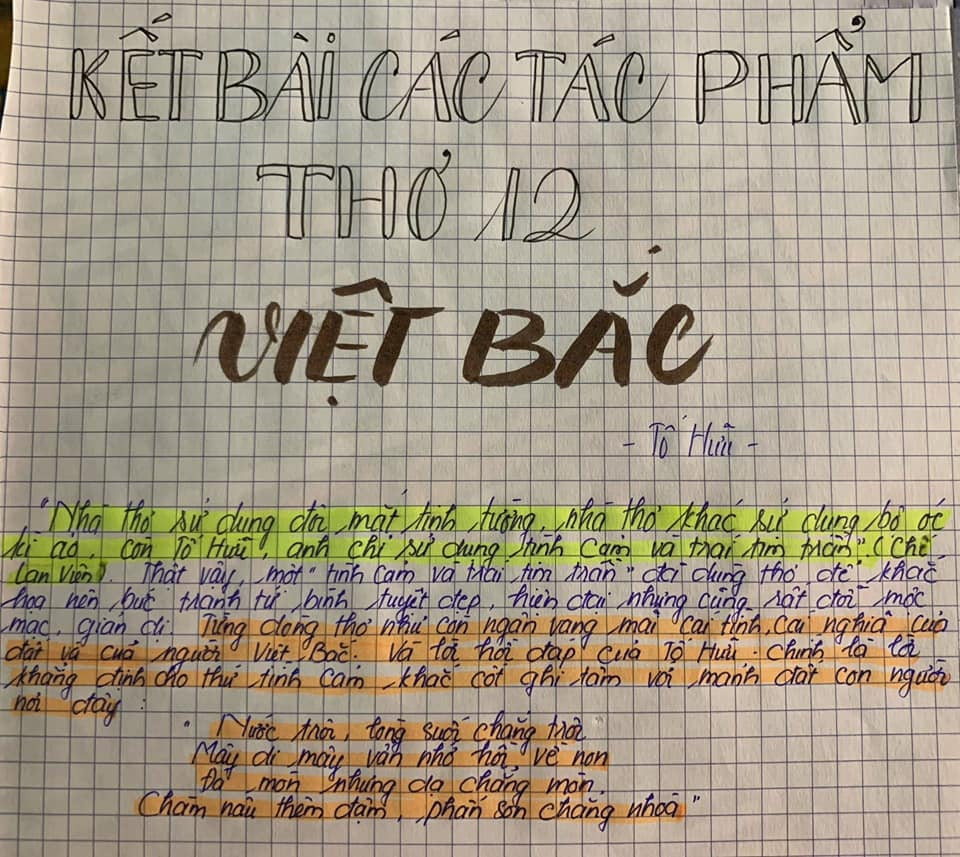 KẾT BÀI CÁC TÁC PHẨM
THƠ 12
VIỆT BẮC
- Tố Hữu -
"Nhà thơ sử dụng đôi mắt tinh tường, nhà thơ khác sử dụng bộ óc
kì ảo, còn Tố Hữu, anh chỉ sử dụng tình cảm và trái tim trần" (Chế
Lan Viên). Thật vậy, một "tình cảm và trái tim trần" đã dùng thơ để khắc
hoạ nên bức tranh tứ bình tuyệt đẹp, hiện đại nhưng cũng rất đỗi mộc
mạc, giản dị. Từng dòng thơ như còn ngân vang mãi cái tình, cái nghĩa của
đất và của người Việt Bắc. Và lời hồi đáp của Tố Hữu chính là lời
khẳng định cho thứ tình cảm khắc cốt ghi tâm với mảnh đất con người
nơi đây:
" Nước trôi, lòng suối chẳng trôi
Mây đi mây vẫn nhớ hồi về non
Đá mòn nhưng dạ chẳng mòn
Chàm nâu thêm đậm, phấn son chẳng nhoà"